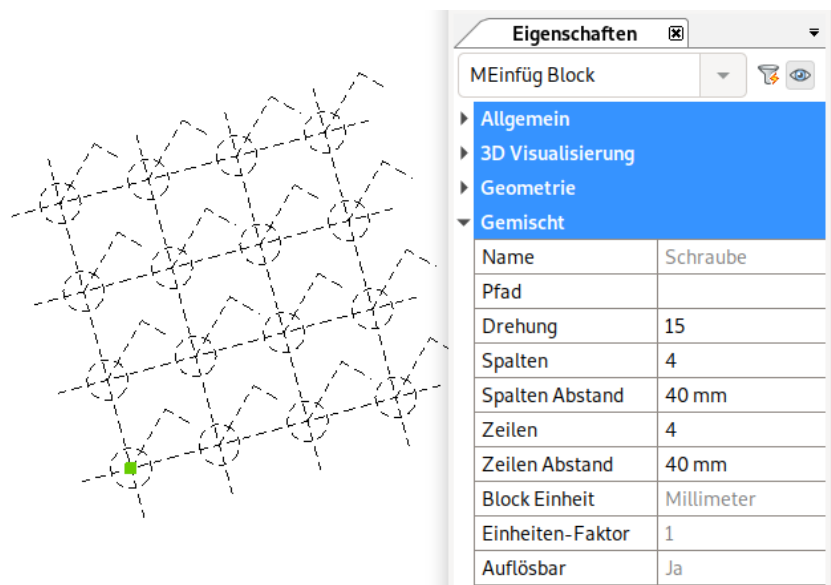 Eigenschaften
MEinfüg Block
Allgemein
3D Visualisierung
Geometrie
Gemischt
Name Schraube
Pfad
Drehung 15
Spalten 4
Spalten Abstand 40 mm
Zeilen 4
Zeilen Abstand 40 mm
Block Einheit Millimeter
Einheiten-Faktor 1
Auflösbar Ja